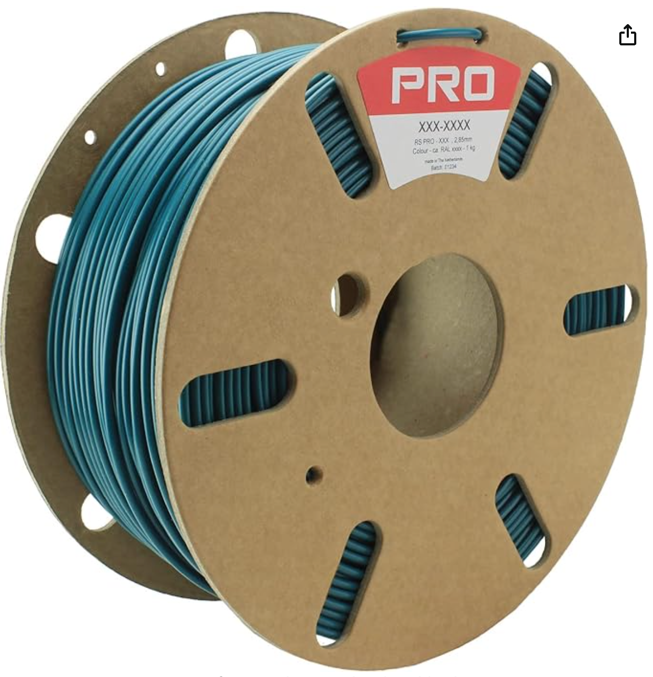 PRO
XXX-XXXX
RS PRO - XXX , 2,85mm
Colour - ca RAL xxxx - 1 kg
made in The Netherlands
Batch: 01234